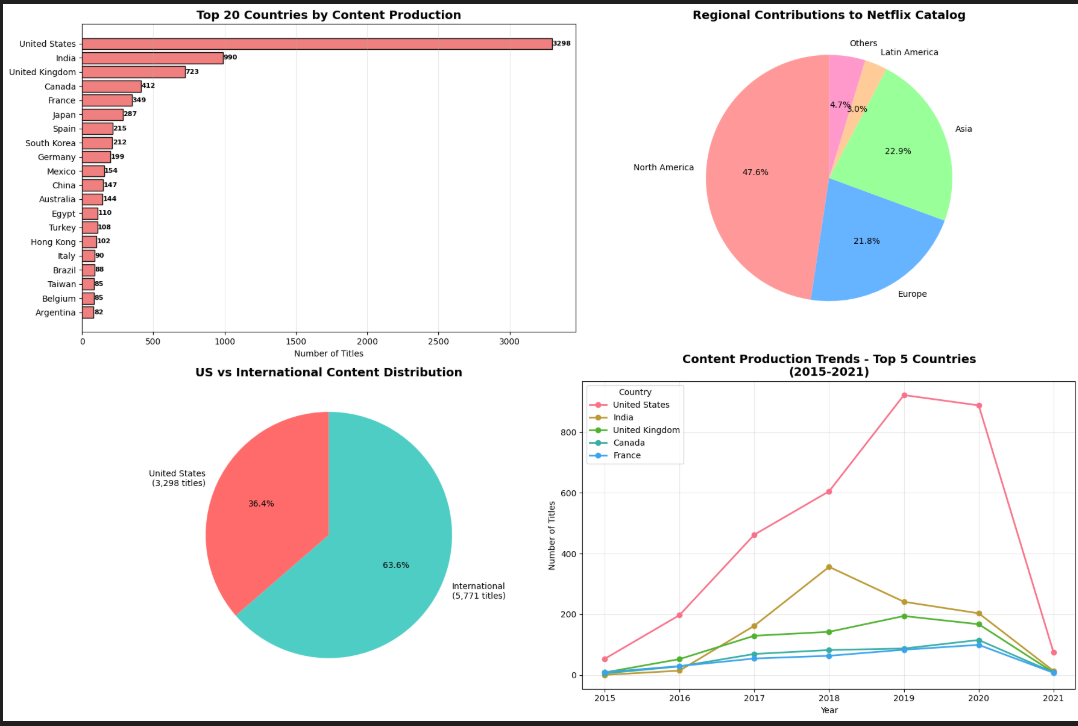 Top 20 Countries by Content Production
United States
3298
India
990
United Kingdom
723
Canada
412
France
349
Japan
287
Spain
215
South Korea
212
Germany
199
Mexico
154
China
147
Australia
144
Egypt
110
Turkey
108
Hong Kong
102
Italy
90
Brazil
88
Taiwan
85
Belgium
85
Argentina
82
0 500 1000 1500 2000 2500 3000
Number of Titles
Regional Contributions to Netflix Catalog
Others
Latin America
4.7%
3.0%
Asia
22.9%
North America
47.6%
21.8%
Europe
US vs International Content Distribution
United States
(3,298 titles)
36.4%
63.6%
International
(5,771 titles)
Content Production Trends - Top 5 Countries
(2015-2021)
Country
United States
India
United Kingdom
Canada
France
800
600
400
200
0
Number of Titles
2015 2016 2017 2018 2019 2020 2021
Year